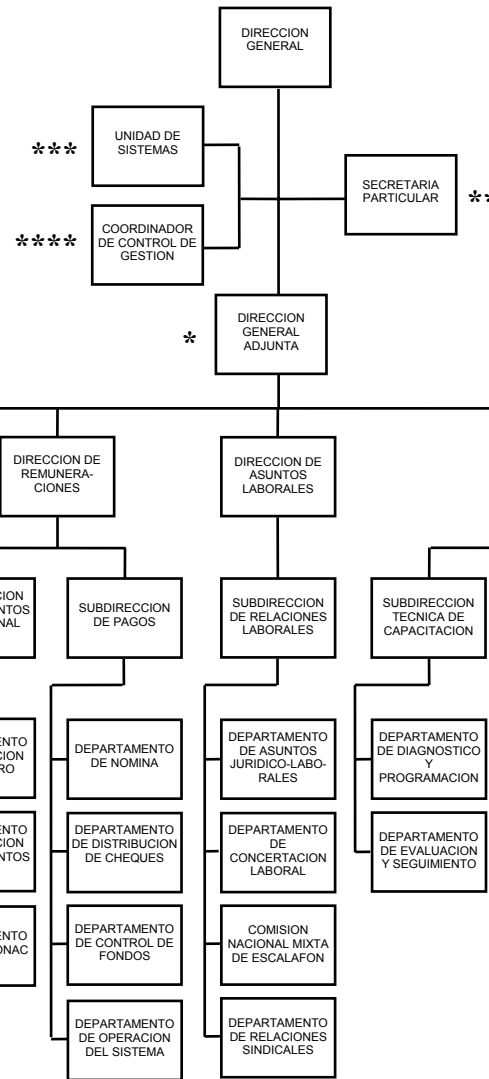 DIRECCION
GENERAL
***
UNIDAD DE
SISTEMAS
SECRETARIA
PARTICULAR
**
****
COORDINADOR
DE CONTROL DE
GESTION
*
DIRECCION
GENERAL
ADJUNTA
DIRECCION DE
REMUNERA-
CIONES
DIRECCION DE
ASUNTOS
LABORALES
SUBDIRECCION
DE PAGOS
SUBDIRECCION
DE RELACIONES
LABORALES
SUBDIRECCION
TECNICA DE
CAPACITACION
DEPARTAMENTO
DE NOMINA
DEPARTAMENTO
DE ASUNTOS
JURIDICO-LABO-
RALES
DEPARTAMENTO
DE DIAGNOSTICO
Y
PROGRAMACION
DEPARTAMENTO
DE DISTRIBUCION
DE CHEQUES
DEPARTAMENTO
DE
CONCERTACION
LABORAL
DEPARTAMENTO
DE EVALUACION
Y SEGUIMIENTO
DEPARTAMENTO
DE CONTROL DE
FONDOS
COMISION
NACIONAL MIXTA
DE ESCALAFON
DEPARTAMENTO
DE OPERACION
DEL SISTEMA
DEPARTAMENTO
DE RELACIONES
SINDICALES